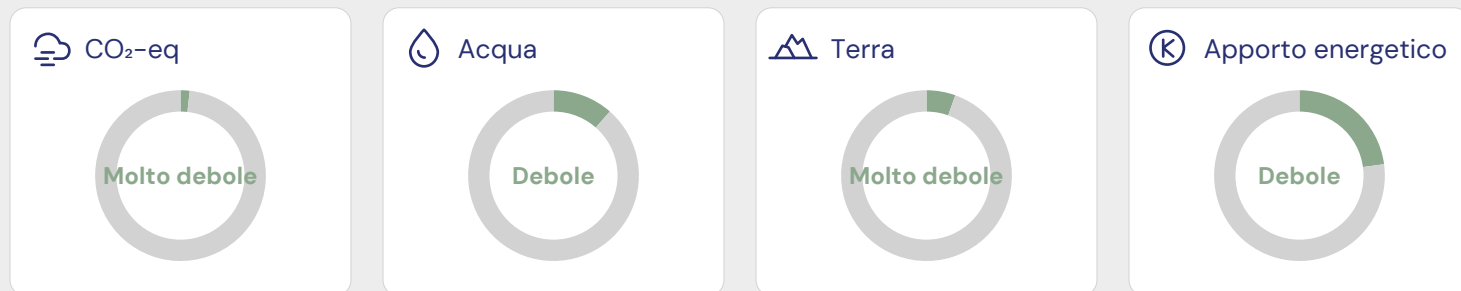 CO₂-eq
Molto debole
Acqua
Debole
Terra
Molto debole
Apporto energetico
Debole